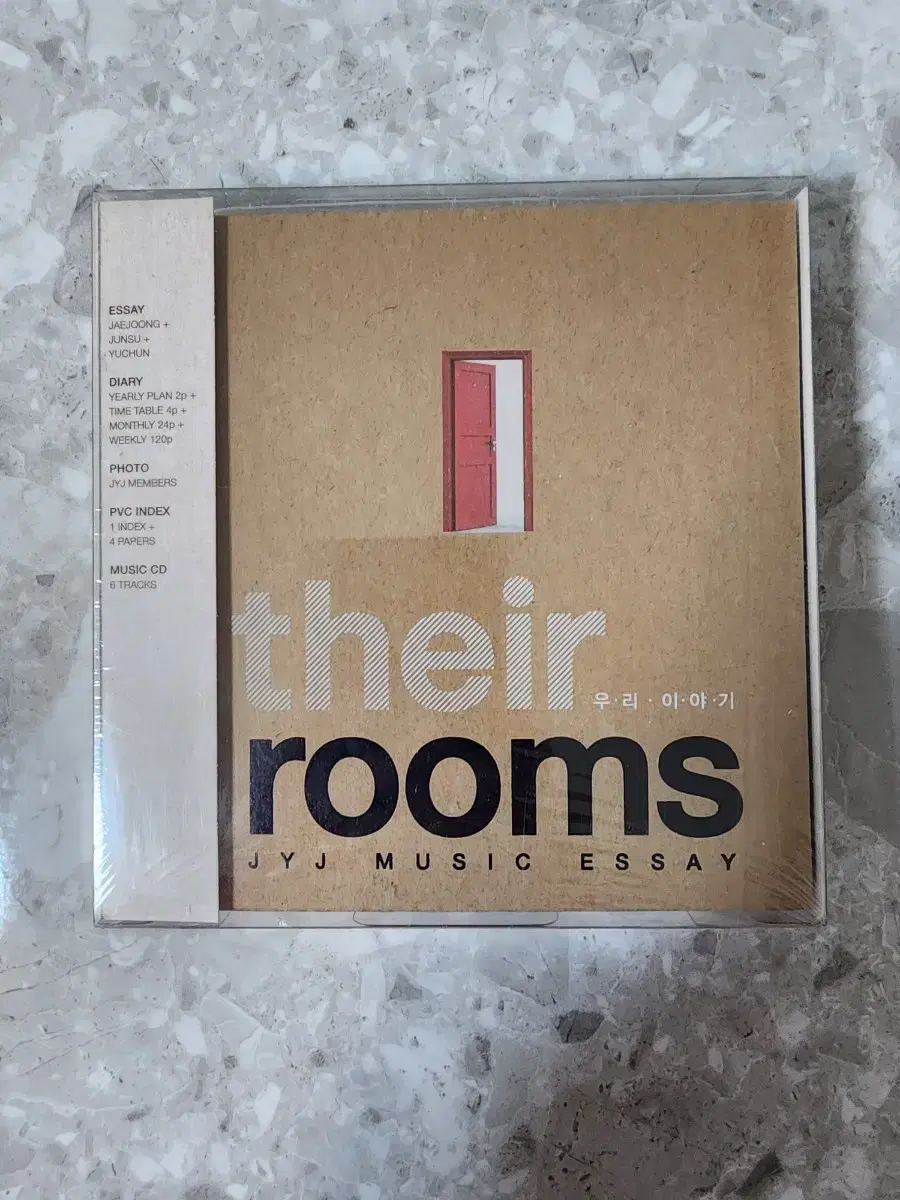 ESSAY
JAEJOONG +
JUNSU +
YUCHUN
DIARY
YEARLY PLAN 2p +
TIME TABLE 4p +
MONTHLY 24p +
WEEKLY 120p
PHOTO
JYJ MEMBERS
PVC INDEX
1 INDEX +
4 PAPERS
MUSIC CD
6 TRACKS
their
우·리·이·야·기
rooms
JYJ MUSIC ESSAY